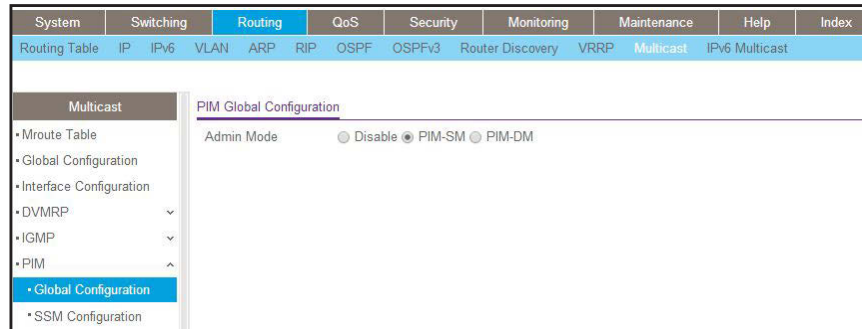 System Switching Routing QoS Security Monitoring Maintenance Help Index
Routing Table IP IPv6 VLAN ARP RIP OSPF OSPFv3 Router Discovery VRRP Multicast IPv6 Multicast
Multicast
Mroute Table
Global Configuration
Interface Configuration
DVMRP
IGMP
PIM
Global Configuration
SSM Configuration
PIM Global Configuration
Admin Mode Disable PIM-SM PIM-DM